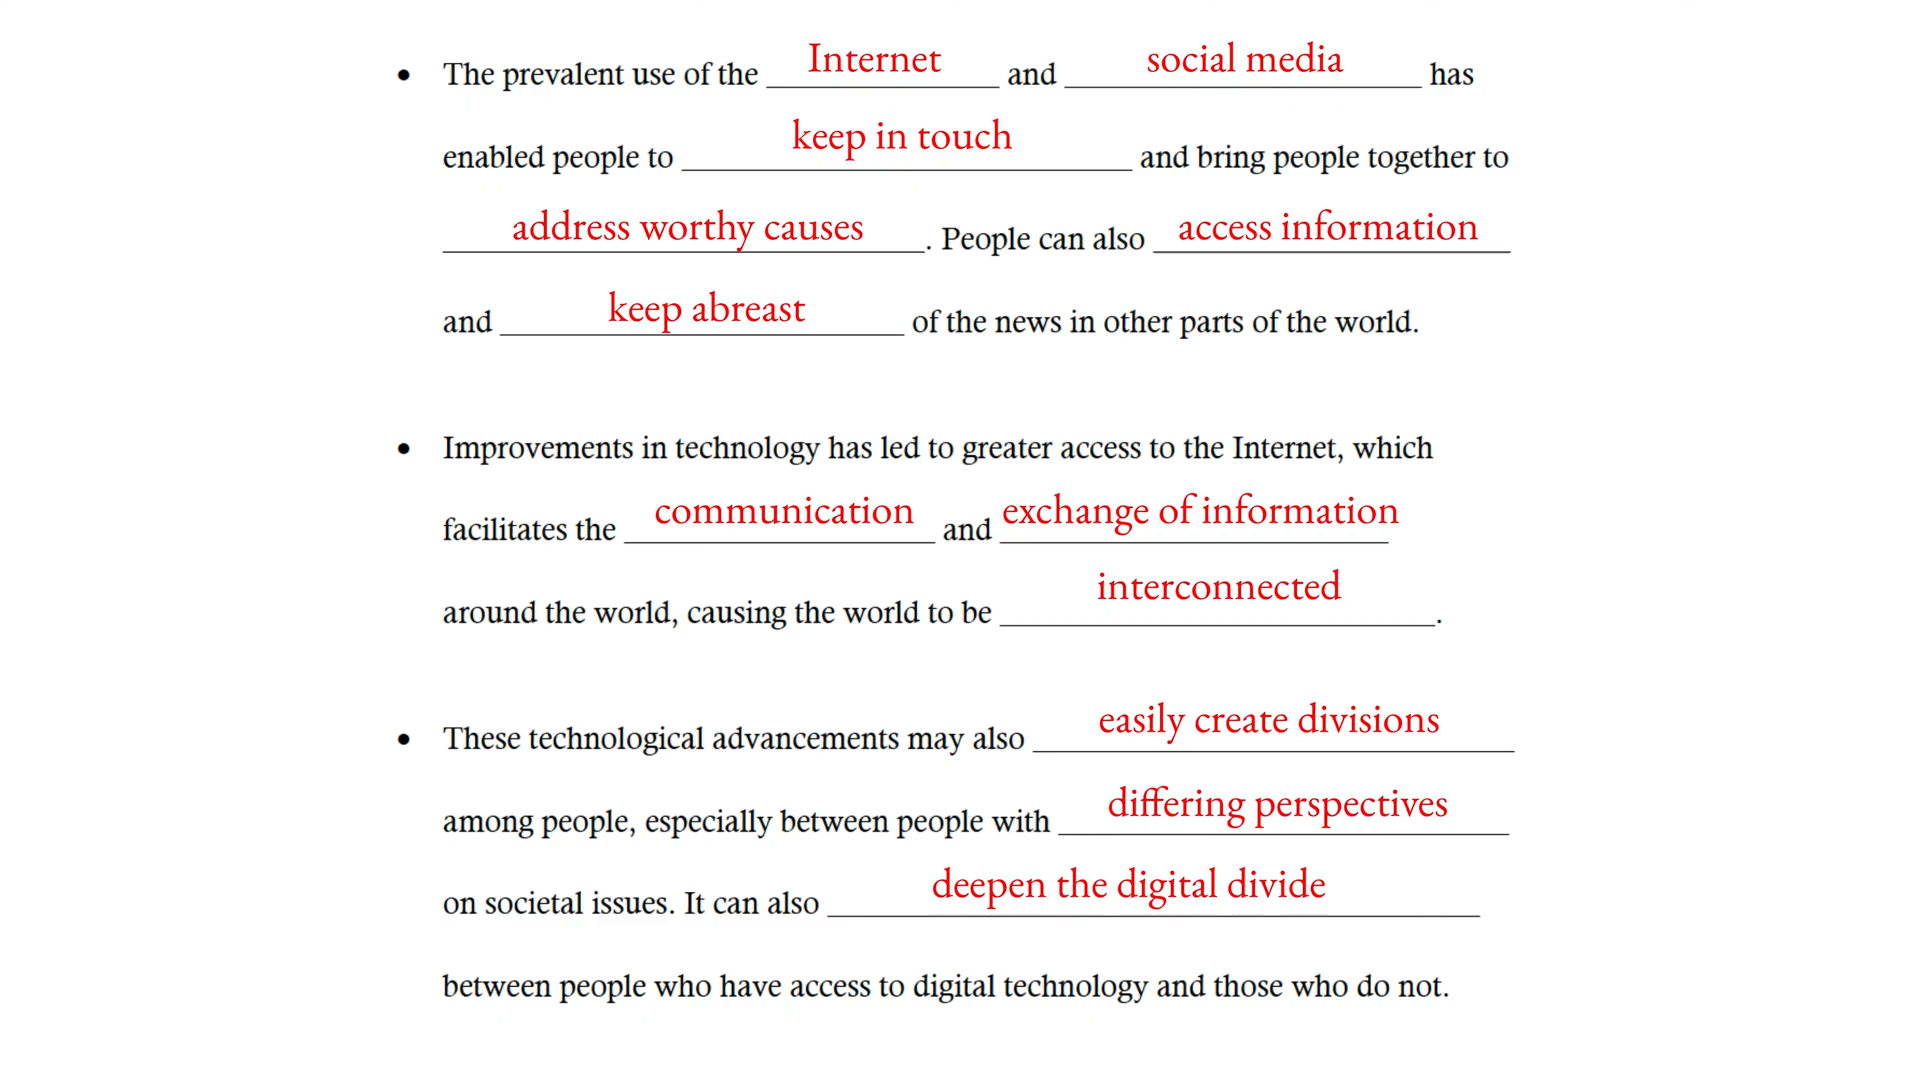 • The prevalent use of the Internet and social media has
enabled people to keep in touch and bring people together to
address worthy causes. People can also access information
and keep abreast of the news in other parts of the world.
• Improvements in technology has led to greater access to the Internet, which
facilitates the communication and exchange of information
around the world, causing the world to be interconnected.
• These technological advancements may also easily create divisions
among people, especially between people with differing perspectives
on societal issues. It can also deepen the digital divide
between people who have access to digital technology and those who do not.